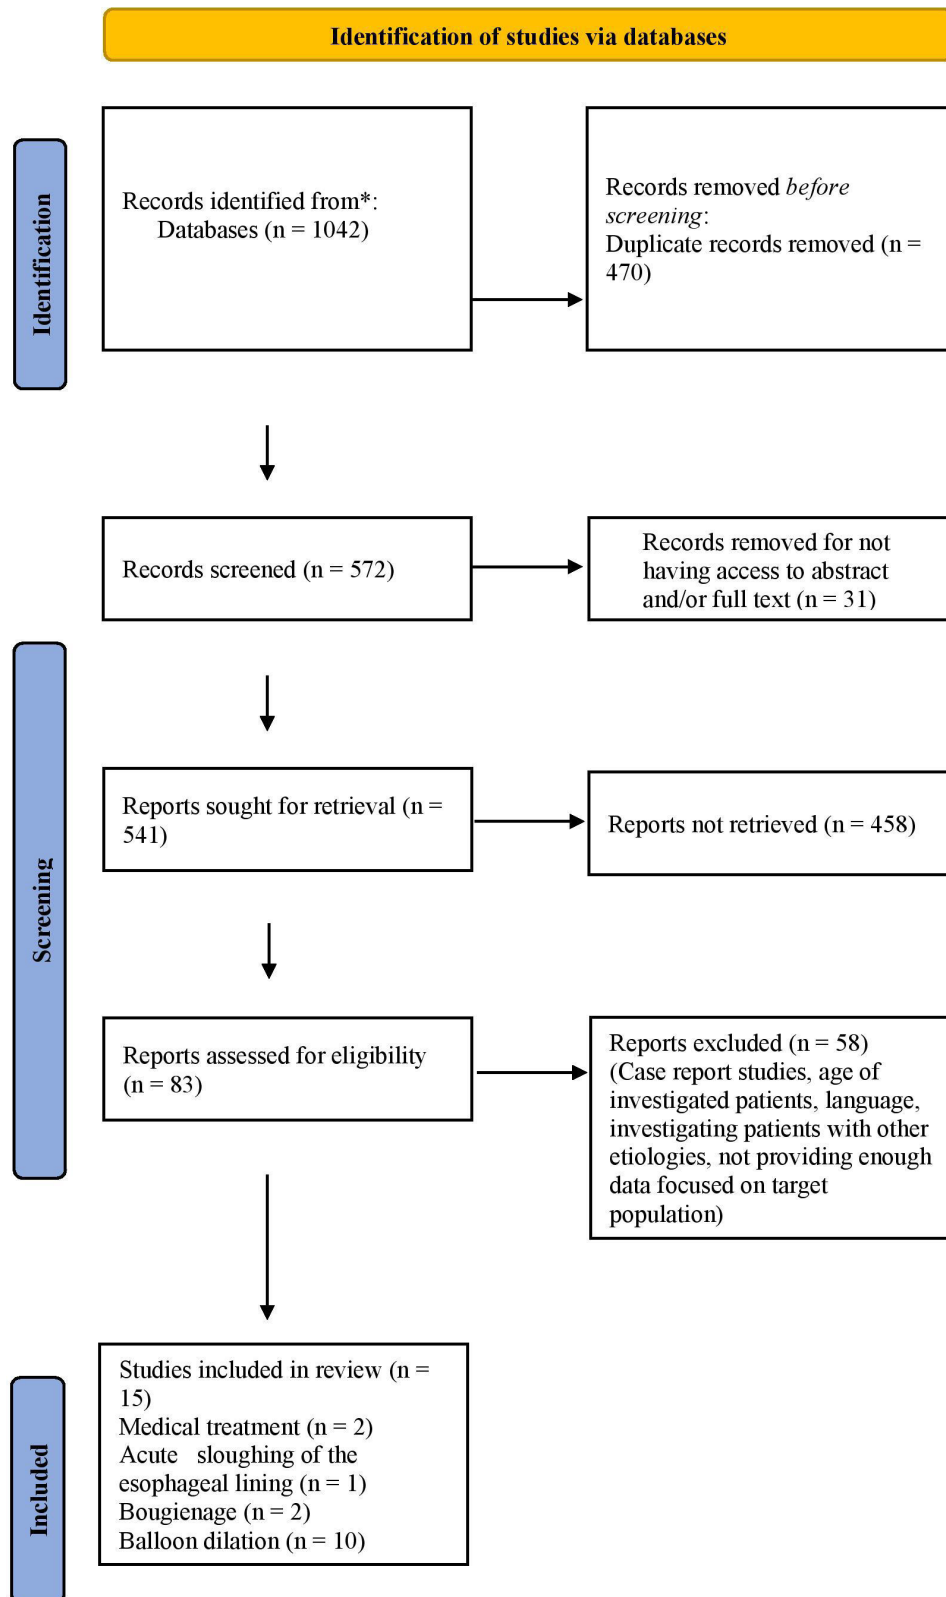 Identification of studies via databases
Identification
Records identified from*:
Databases (n = 1042)
Records removed before
screening:
Duplicate records removed (n =
470)
Records screened (n = 572)
Records removed for not
having access to abstract
and/or full text (n = 31)
Screening
Reports sought for retrieval (n =
541)
Reports not retrieved (n = 458)
Reports assessed for eligibility
(n = 83)
Reports excluded (n = 58)
(Case report studies, age of
investigated patients, language,
investigating patients with other
etiologies, not providing enough
data focused on target
population)
Included
Studies included in review (n =
15)
Medical treatment (n = 2)
Acute sloughing of the
esophageal lining (n = 1)
Bougienage (n = 2)
Balloon dilation (n = 10)